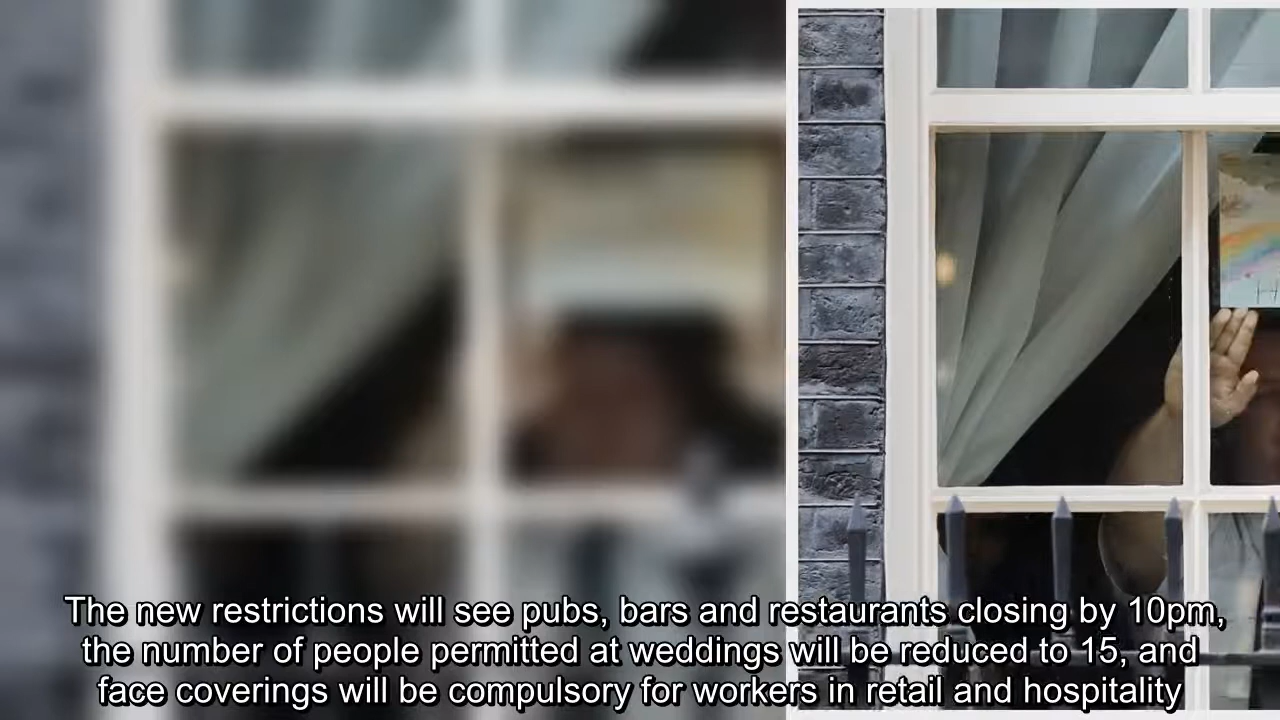 The new restrictions will see pubs, bars and restaurants closing by 10pm,
the number of people permitted at weddings will be reduced to 15, and
face coverings will be compulsory for workers in retail and hospitality